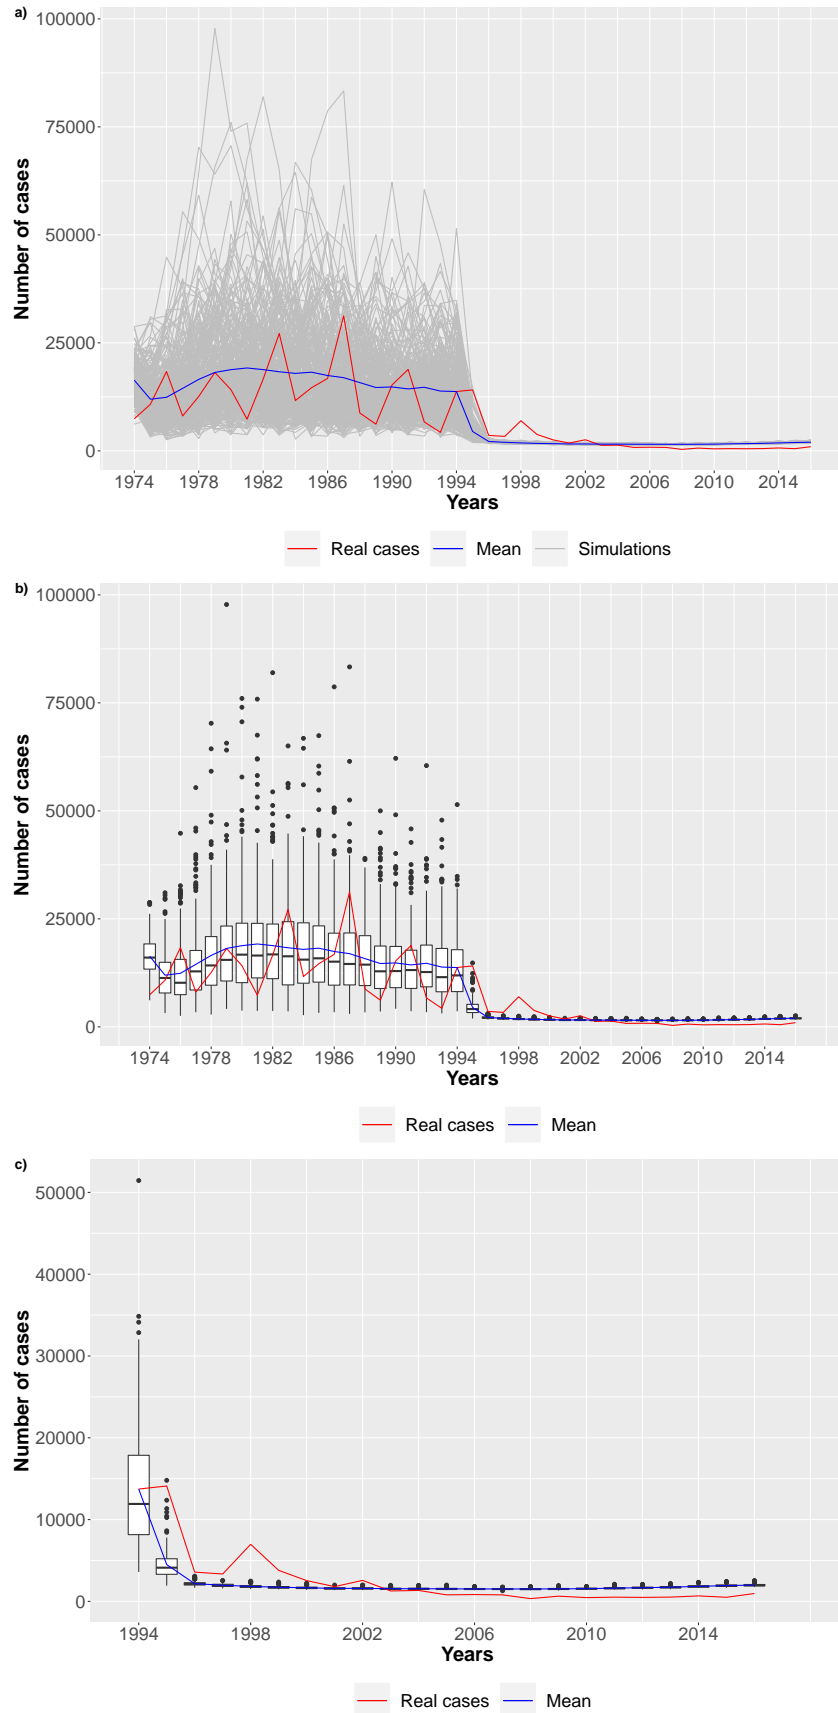 a)
100000
75000
50000
25000
0
Number of cases
1974 1978 1982 1986 1990 1994 1998 2002 2006 2010 2014
Years
Real cases Mean Simulations
b)
100000
75000
50000
25000
0
Number of cases
1974 1978 1982 1986 1990 1994 1998 2002 2006 2010 2014
Years
Real cases Mean
c)
50000
40000
30000
20000
10000
0
Number of cases
1994 1998 2002 2006 2010 2014
Years
Real cases Mean